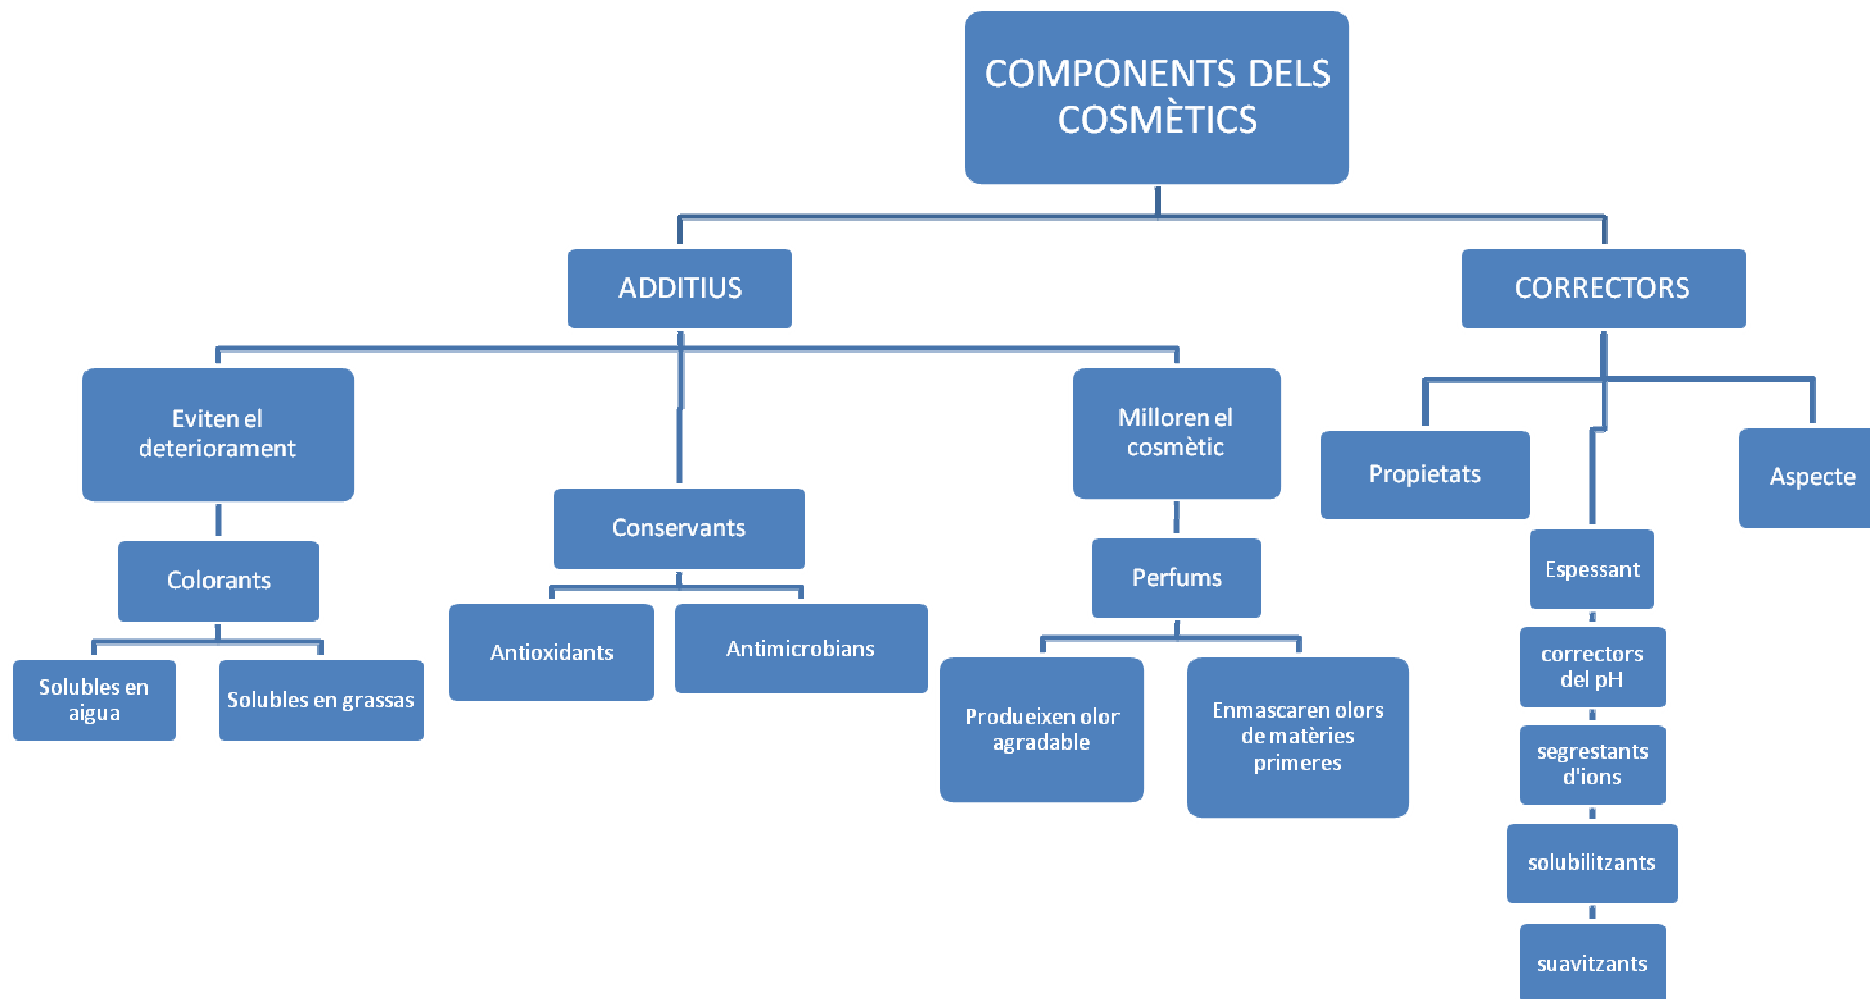 COMPONENTS DELS
COSMÈTICS
ADDITIUS
CORRECTORS
Eviten el
deteriorament
Milloren el
cosmètic
Propietats
Aspecte
Conservants
Colorants
Perfums
Espessant
Antioxidants
Antimicrobians
Solubles en
aigua
Solubles en grassas
Produeixen olor
agradable
Enmascaren olors
de matèries
primeres
correctors
del pH
segrestants
d'ions
solubilitzants
suavitzants